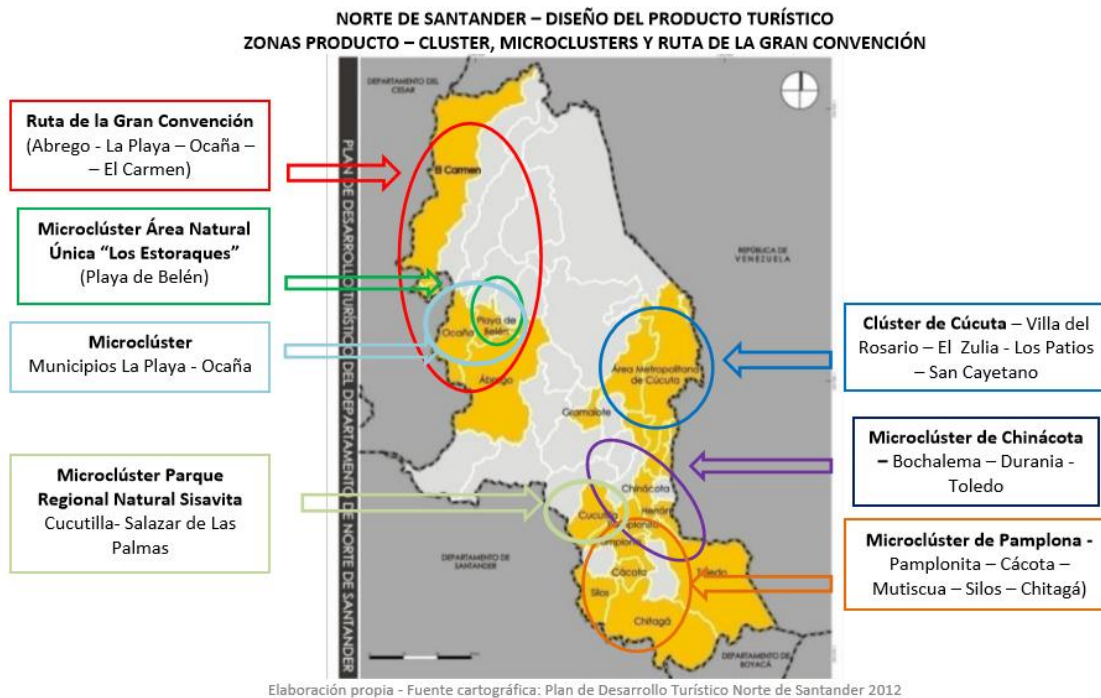 NORTE DE SANTANDER – DISEÑO DEL PRODUCTO TURÍSTICO
ZONAS PRODUCTO – CLUSTER, MICROCLUSTERS Y RUTA DE LA GRAN CONVENCIÓN
Ruta de la Gran Convención
(Abrego - La Playa – Ocaña –
– El Carmen)
Microclúster Área Natural
Única “Los Estoraques”
(Playa de Belén)
Microclúster
Municipios La Playa - Ocaña
Microclúster Parque
Regional Natural Sisavita
Cucutilla- Salazar de Las
Palmas
PLAN DE DESARROLLO TURÍSTICO DEL DEPARTAMENTO DE NORTE DE SANTANDER
DEPARTAMENTO DEL
CESAR
El Carmen
REPÚBLICA DE
VENEZUELA
Ocaña
Playa de
Belén
Ábrego
Área Metropolitana
de Cúcuta
Gramalote
Chinácota
Cucutilla
Herrán
Pamplonita
Pamplona
DEPARTAMENTO DE
SANTANDER
Cácota
Toledo
Silos
Chitagá
DEPARTAMENTO DE
BOYACÁ
Clúster de Cúcuta – Villa del
Rosario – El Zulia - Los Patios
– San Cayetano
Microclúster de Chinácota
– Bochalema – Durania -
Toledo
Microclúster de Pamplona -
Pamplonita – Cácota –
Mutiscua – Silos – Chitagá)
Elaboración propia - Fuente cartográfica: Plan de Desarrollo Turístico Norte de Santander 2012